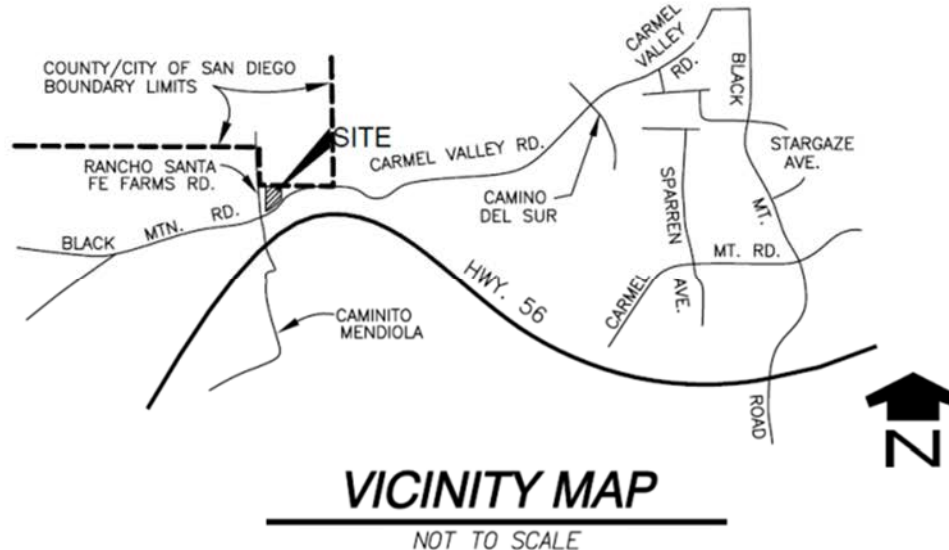 COUNTY/CITY OF SAN DIEGO
BOUNDARY LIMITS
SITE
RANCHO SANTA
FE FARMS RD.
BLACK MTN. RD.
CARMEL VALLEY RD.
CAMINO
DEL SUR
CARMEL
VALLEY
RD.
BLACK
MT.
ROAD
STARGAZE
AVE.
SPARREN
AVE.
CARMEL
MT. RD.
HWY. 56
CAMINITO
MENDIOLA
N
VICINITY MAP
NOT TO SCALE